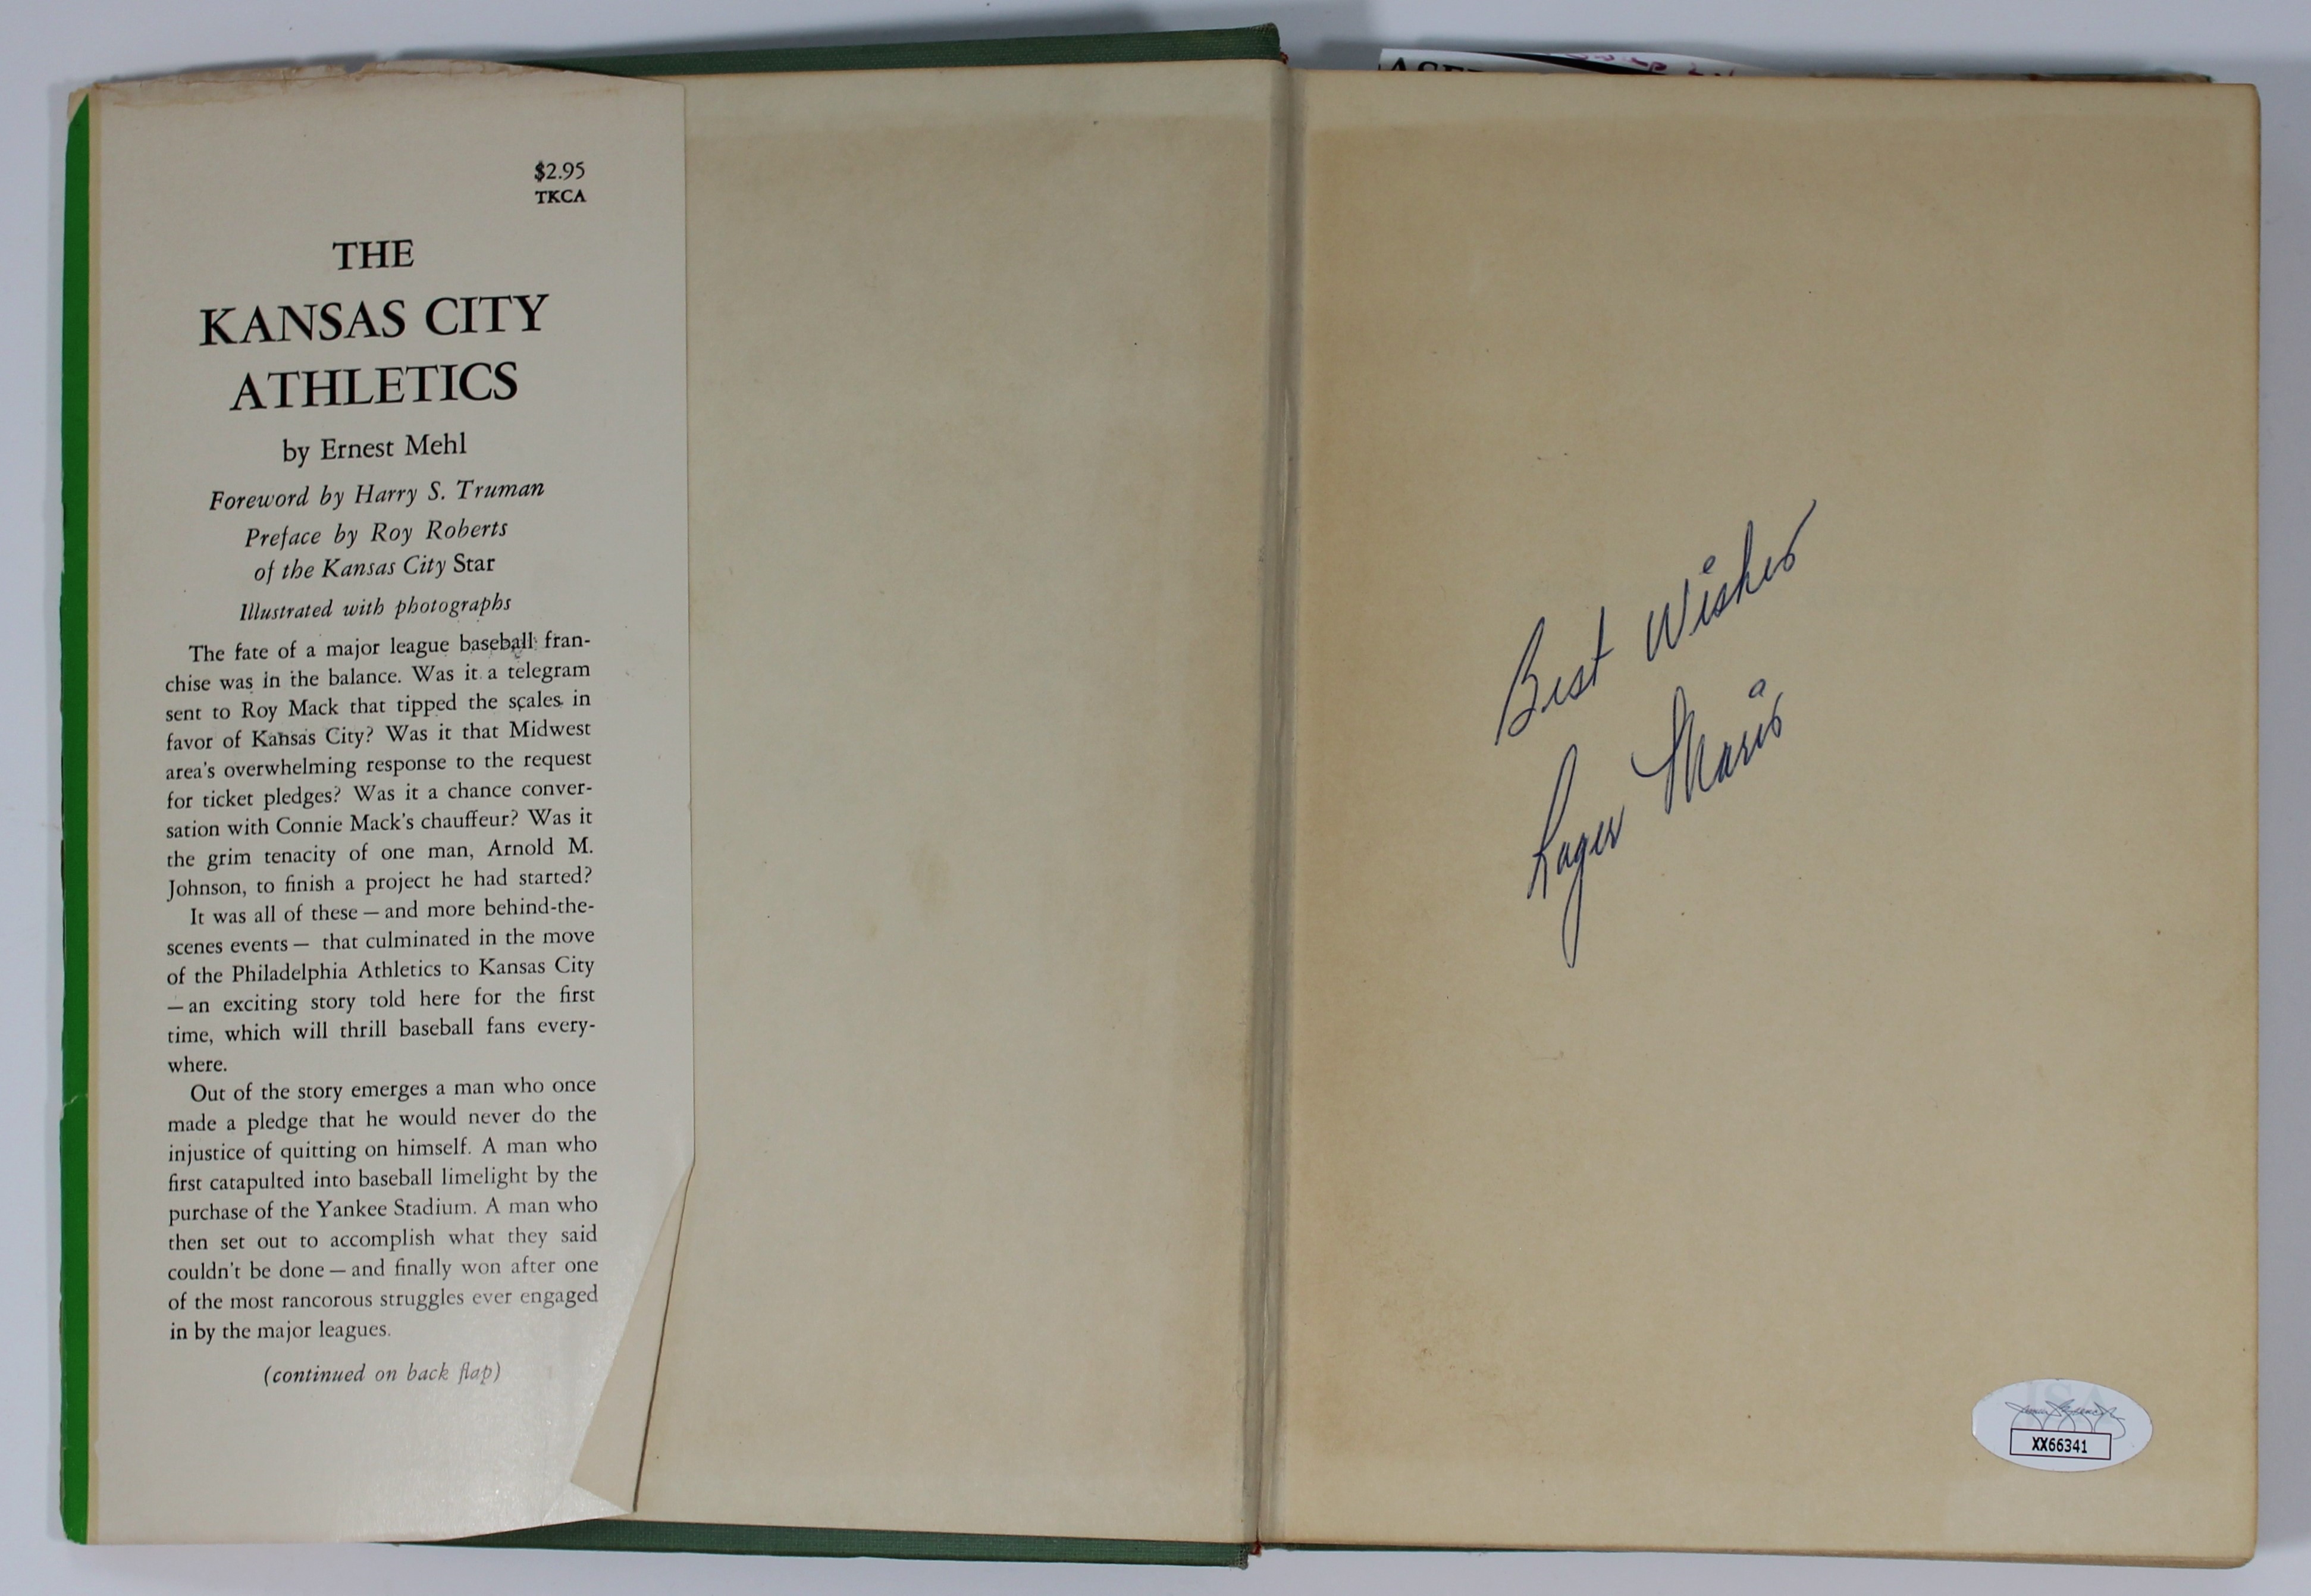 $2.95
TKCA
THE
KANSAS CITY
ATHLETICS
by Ernest Mehl
Foreword by Harry S. Truman
Preface by Roy Roberts
of the Kansas City Star
Illustrated with photographs
The fate of a major league baseball fran-
chise was in the balance. Was it a telegram
sent to Roy Mack that tipped the scales in
favor of Kansas City? Was it that Midwest
area's overwhelming response to the request
for ticket pledges? Was it a chance conver-
sation with Connie Mack's chauffeur? Was it
the grim tenacity of one man, Arnold M.
Johnson, to finish a project he had started?
It was all of these — and more behind-the-
scenes events — that culminated in the move
of the Philadelphia Athletics to Kansas City
— an exciting story told here for the first
time, which will thrill baseball fans every-
where.
Out of the story emerges a man who once
made a pledge that he would never do the
injustice of quitting on himself. A man who
first catapulted into baseball limelight by the
purchase of the Yankee Stadium. A man who
then set out to accomplish what they said
couldn't be done — and finally won after one
of the most rancorous struggles ever engaged
in by the major leagues.
(continued on back flap)
Best Wishes
Roger Maris
JSA
XX66341